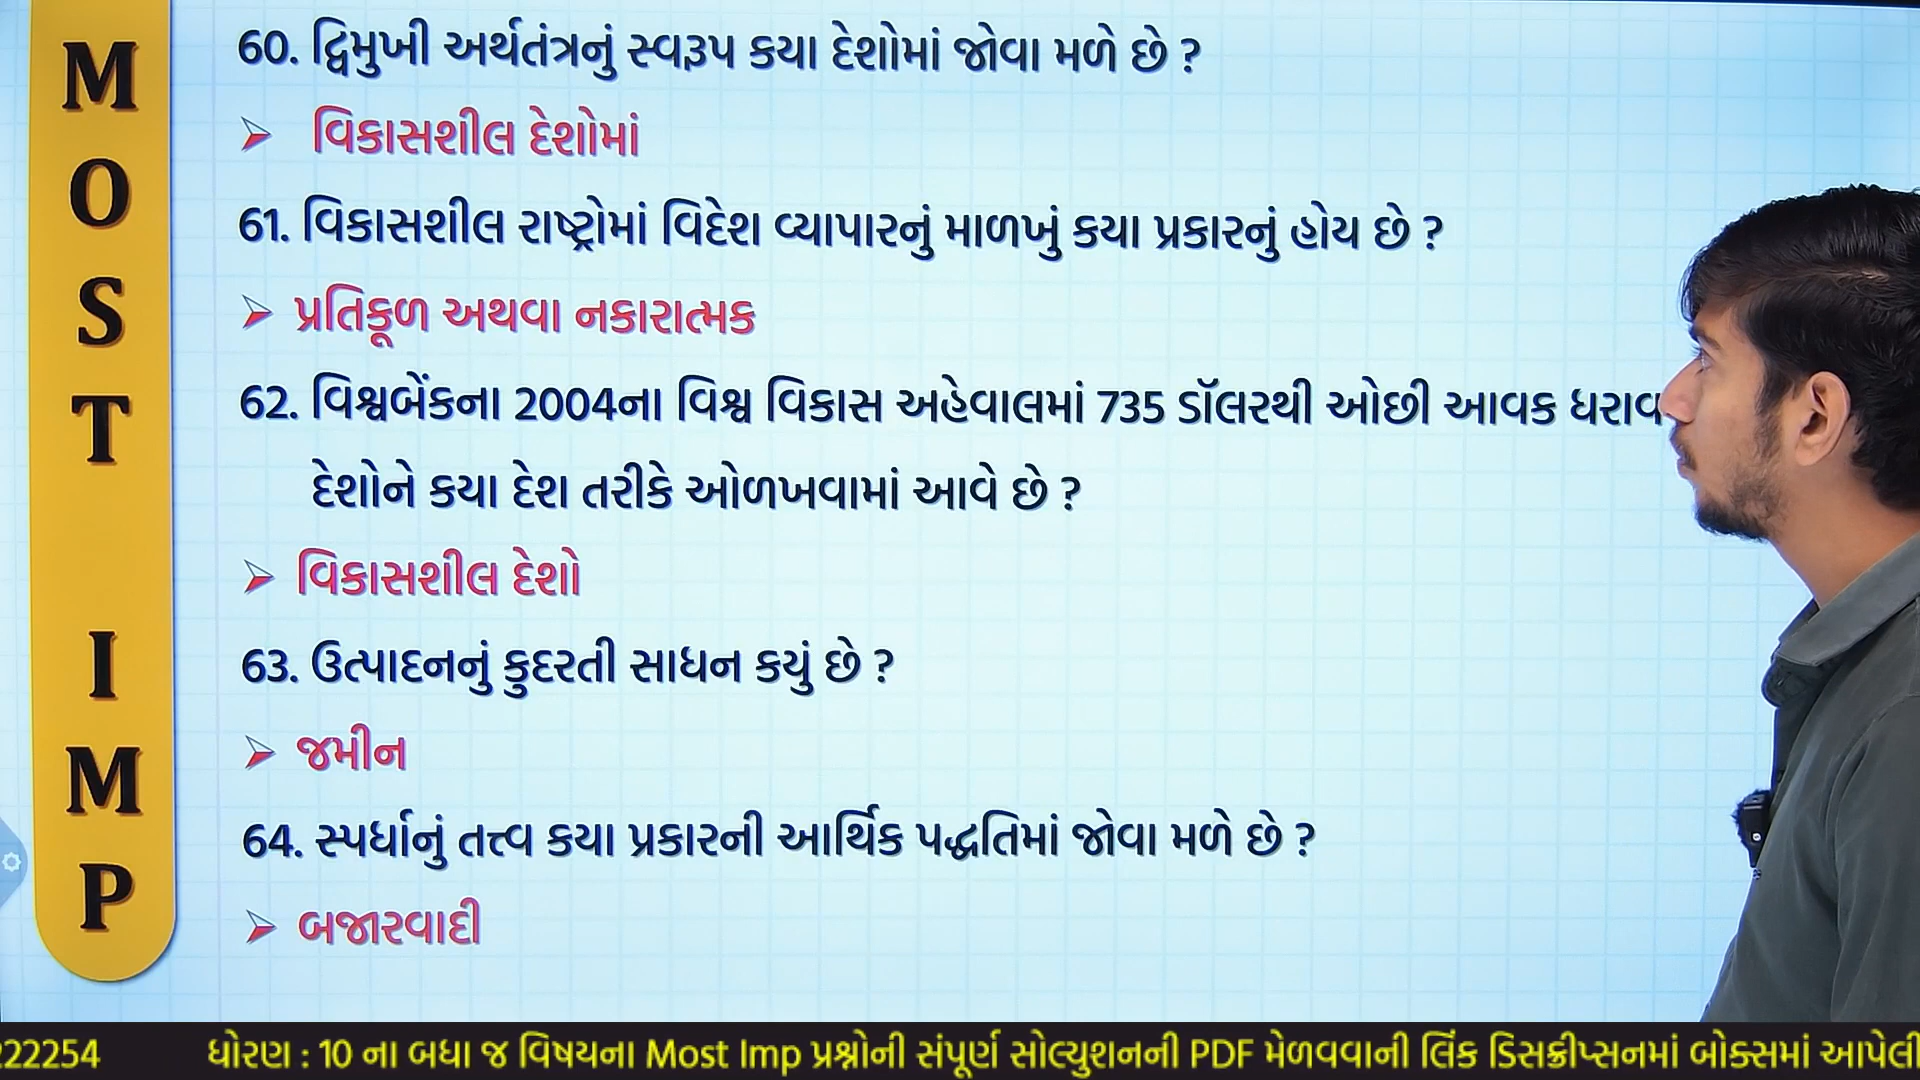 MOST IMP
60. દ્વિમુખી અર્થતંત્રનું સ્વરૂપ કયા દેશોમાં જોવા મળે છે ?
➢ વિકાસશીલ દેશોમાં
61. વિકાસશીલ રાષ્ટ્રોમાં વિદેશ વ્યાપારનું માળખું કયા પ્રકારનું હોય છે ?
➢ પ્રતિકૂળ અથવા નકારાત્મક
62. વિશ્વબેંકના 2004ના વિશ્વ વિકાસ અહેવાલમાં 735 ડૉલરથી ઓછી આવક
દેશોને કયા દેશ તરીકે ઓળખવામાં આવે છે ?
➢ વિકાસશીલ દેશો
63. ઉત્પાદનનું કુદરતી સાધન કયું છે ?
➢ જમીન
64. સ્પર્ધાનું તત્ત્વ કયા પ્રકારની આર્થિક પદ્ધતિમાં જોવા મળે છે ?
➢ બજારવાદી
222254 ધોરણ : 10 ના બધા જ વિષયના Most Imp પ્રશ્નોની સંપૂર્ણ સોલ્યુશનની PDF મેળવવાની લિંક ડિસક્રીપ્સનમાં બોક્સમાં આપેલી